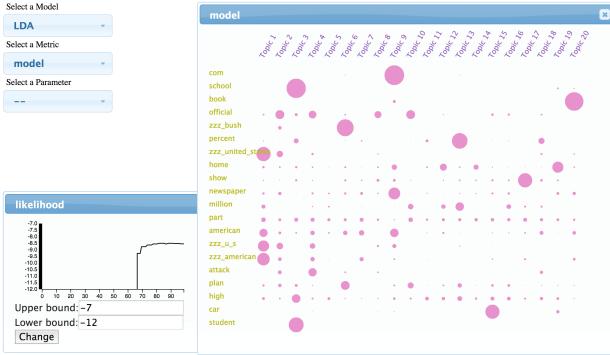 Select a Model
LDA
Select a Metric
model
Select a Parameter
--
likelihood
-7.0
-7.5
-8.0
-8.5
-9.0
-9.5
-10.0
-10.5
-11.0
-11.5
-12.0
0 10 20 30 40 50 60 70 80 90
Upper bound: -7
Lower bound: -12
Change
model
Topic 1 Topic 2 Topic 3 Topic 4 Topic 5 Topic 6 Topic 7 Topic 8 Topic 9 Topic 10 Topic 11 Topic 12 Topic 13 Topic 14 Topic 15 Topic 16 Topic 17 Topic 18 Topic 19 Topic 20
com
school
book
official
zzz_bush
percent
zzz_united_states
home
show
newspaper
million
part
american
zzz_u_s
zzz_american
attack
plan
high
car
student